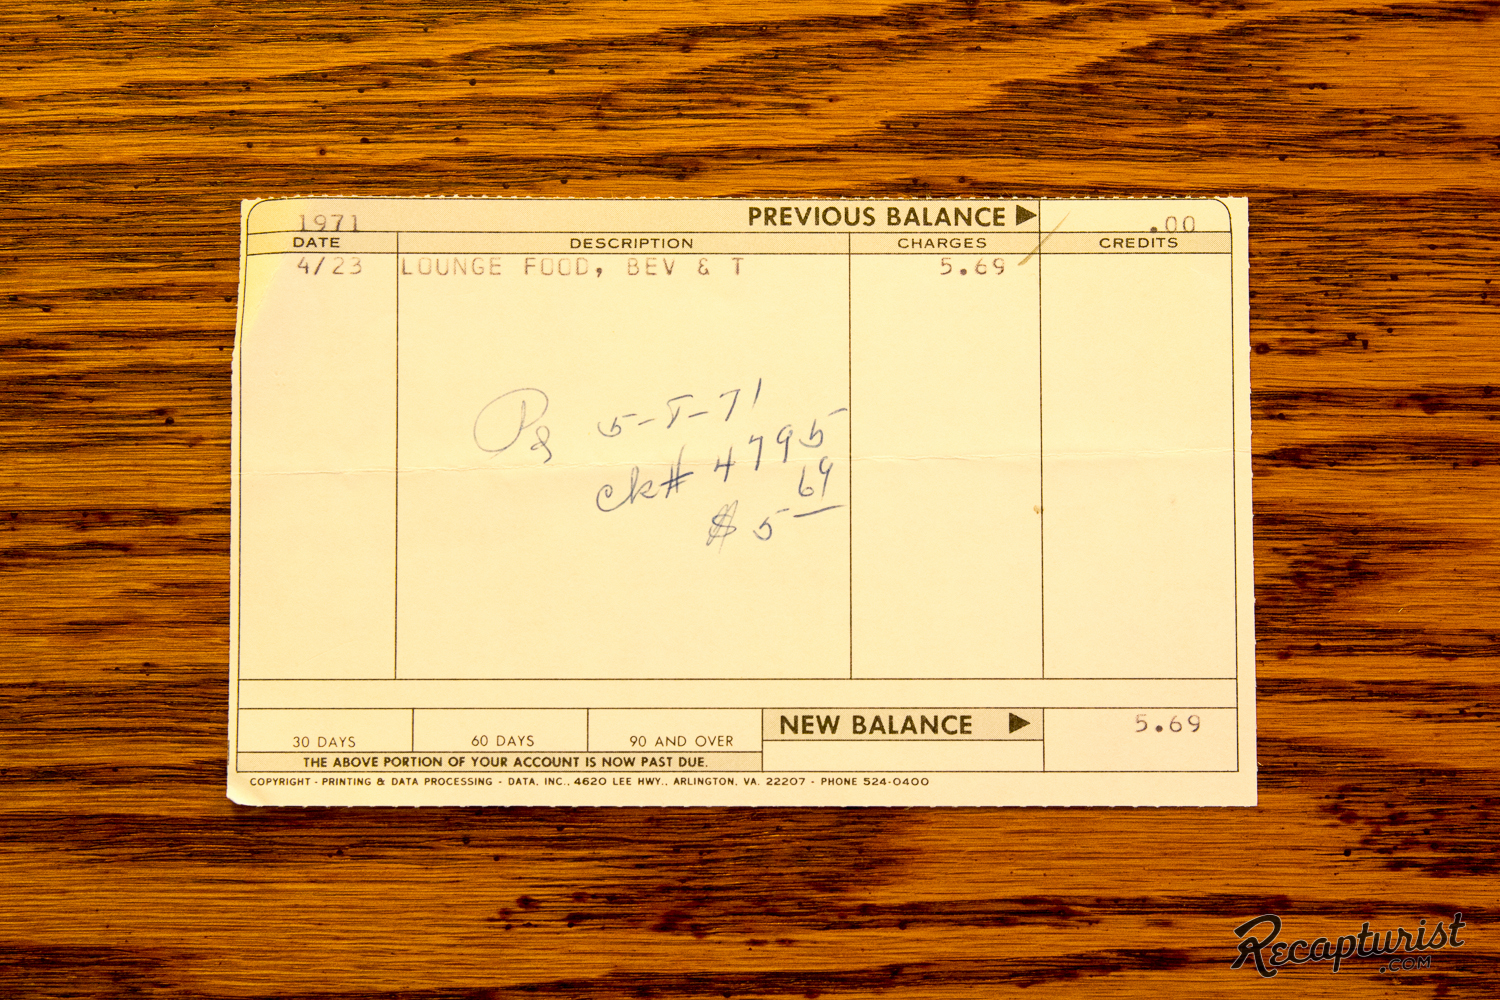 1971 PREVIOUS BALANCE ▶ .00
DATE DESCRIPTION CHARGES CREDITS
4/23 LOUNGE FOOD, BEV & T 5.69
Pd 5-5-71
ck# 4795
$ 5 69
NEW BALANCE ▶ 5.69
30 DAYS 60 DAYS 90 AND OVER
THE ABOVE PORTION OF YOUR ACCOUNT IS NOW PAST DUE.
COPYRIGHT - PRINTING & DATA PROCESSING - DATA, INC., 4620 LEE HWY., ARLINGTON, VA. 22207 - PHONE 524-0400
Recapturist
.COM